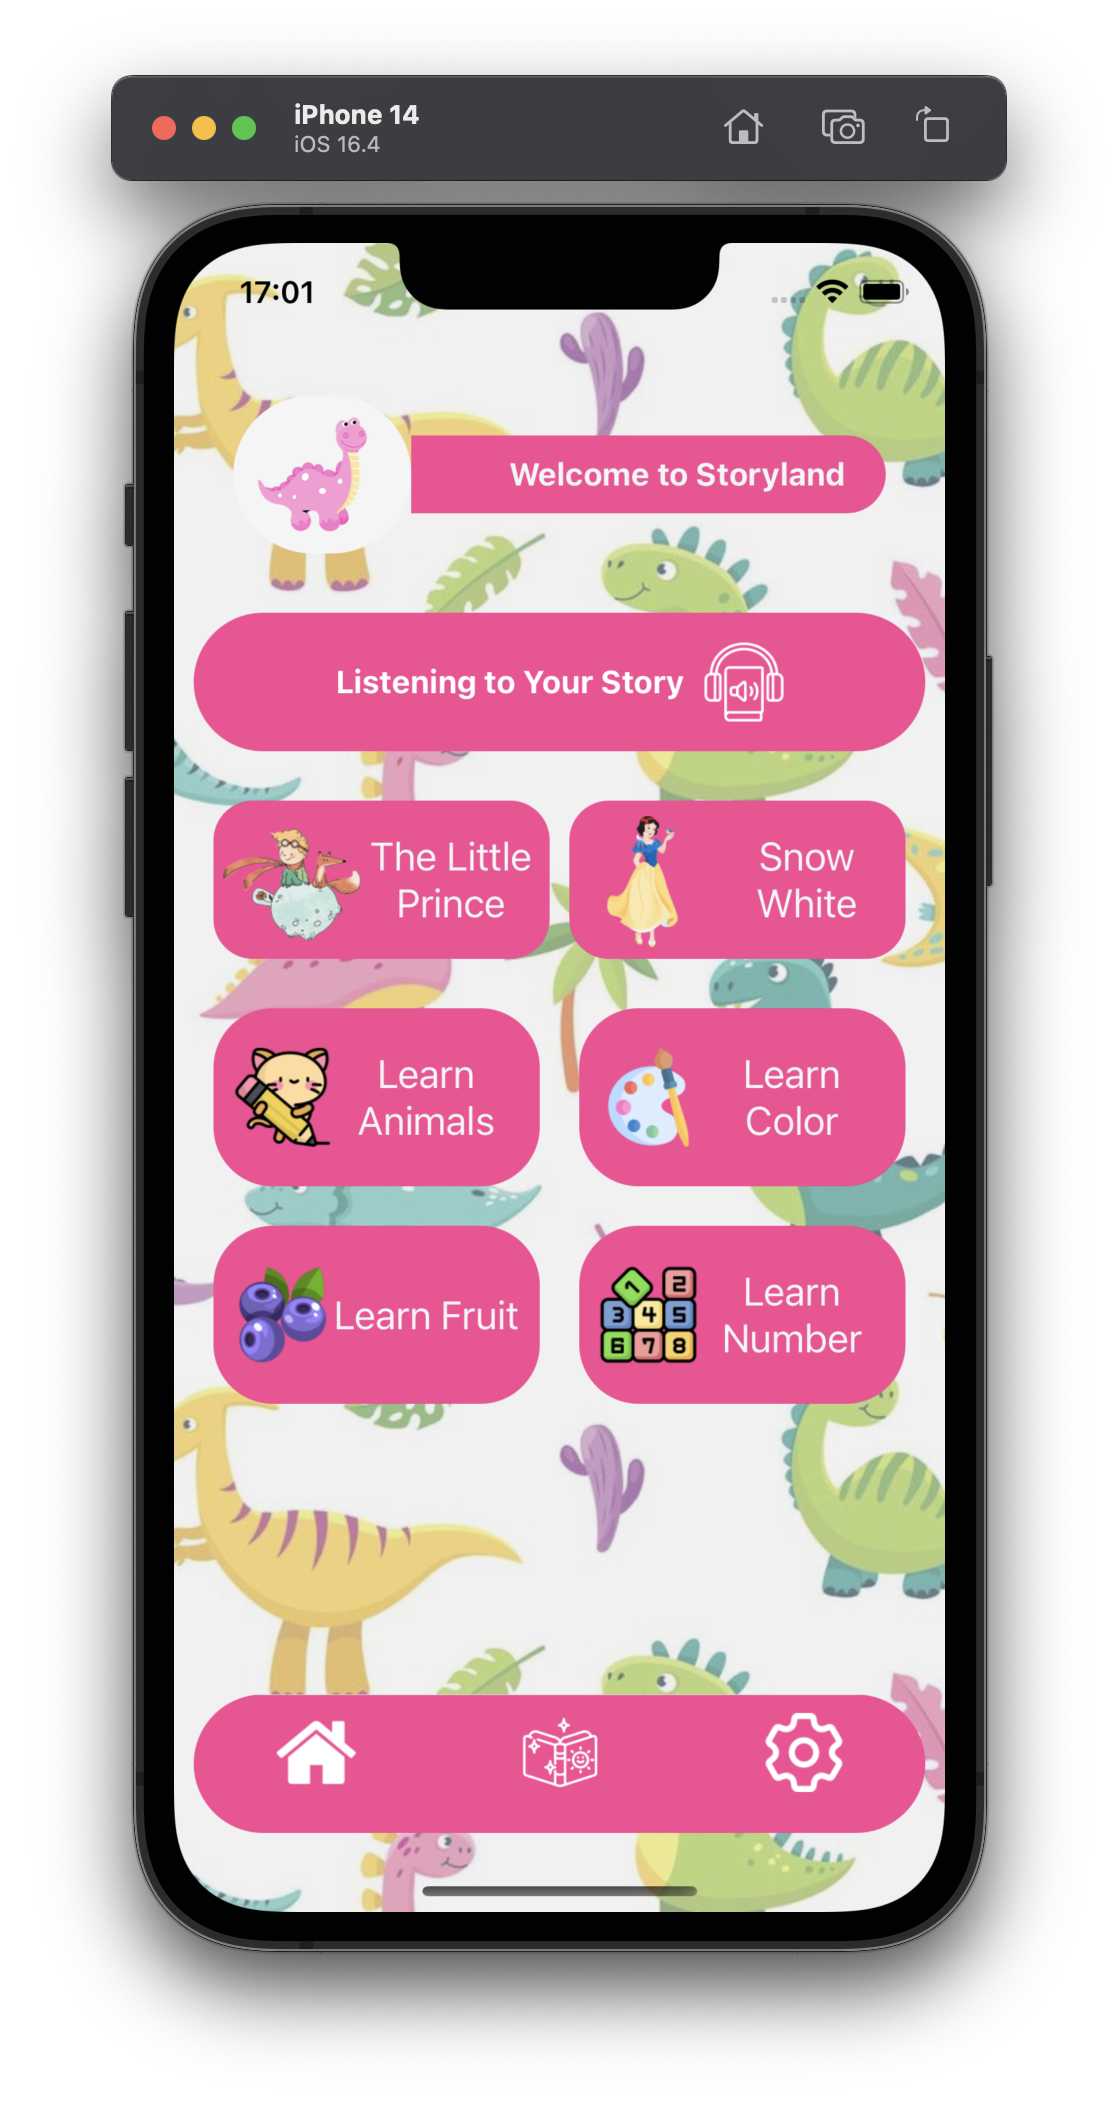 iPhone 14
iOS 16.4
17:01
Welcome to Storyland
Listening to Your Story
The Little
Prince
Snow
White
Learn
Animals
Learn
Color
Learn Fruit
1 2
3 4 5
6 7 8
Learn
Number